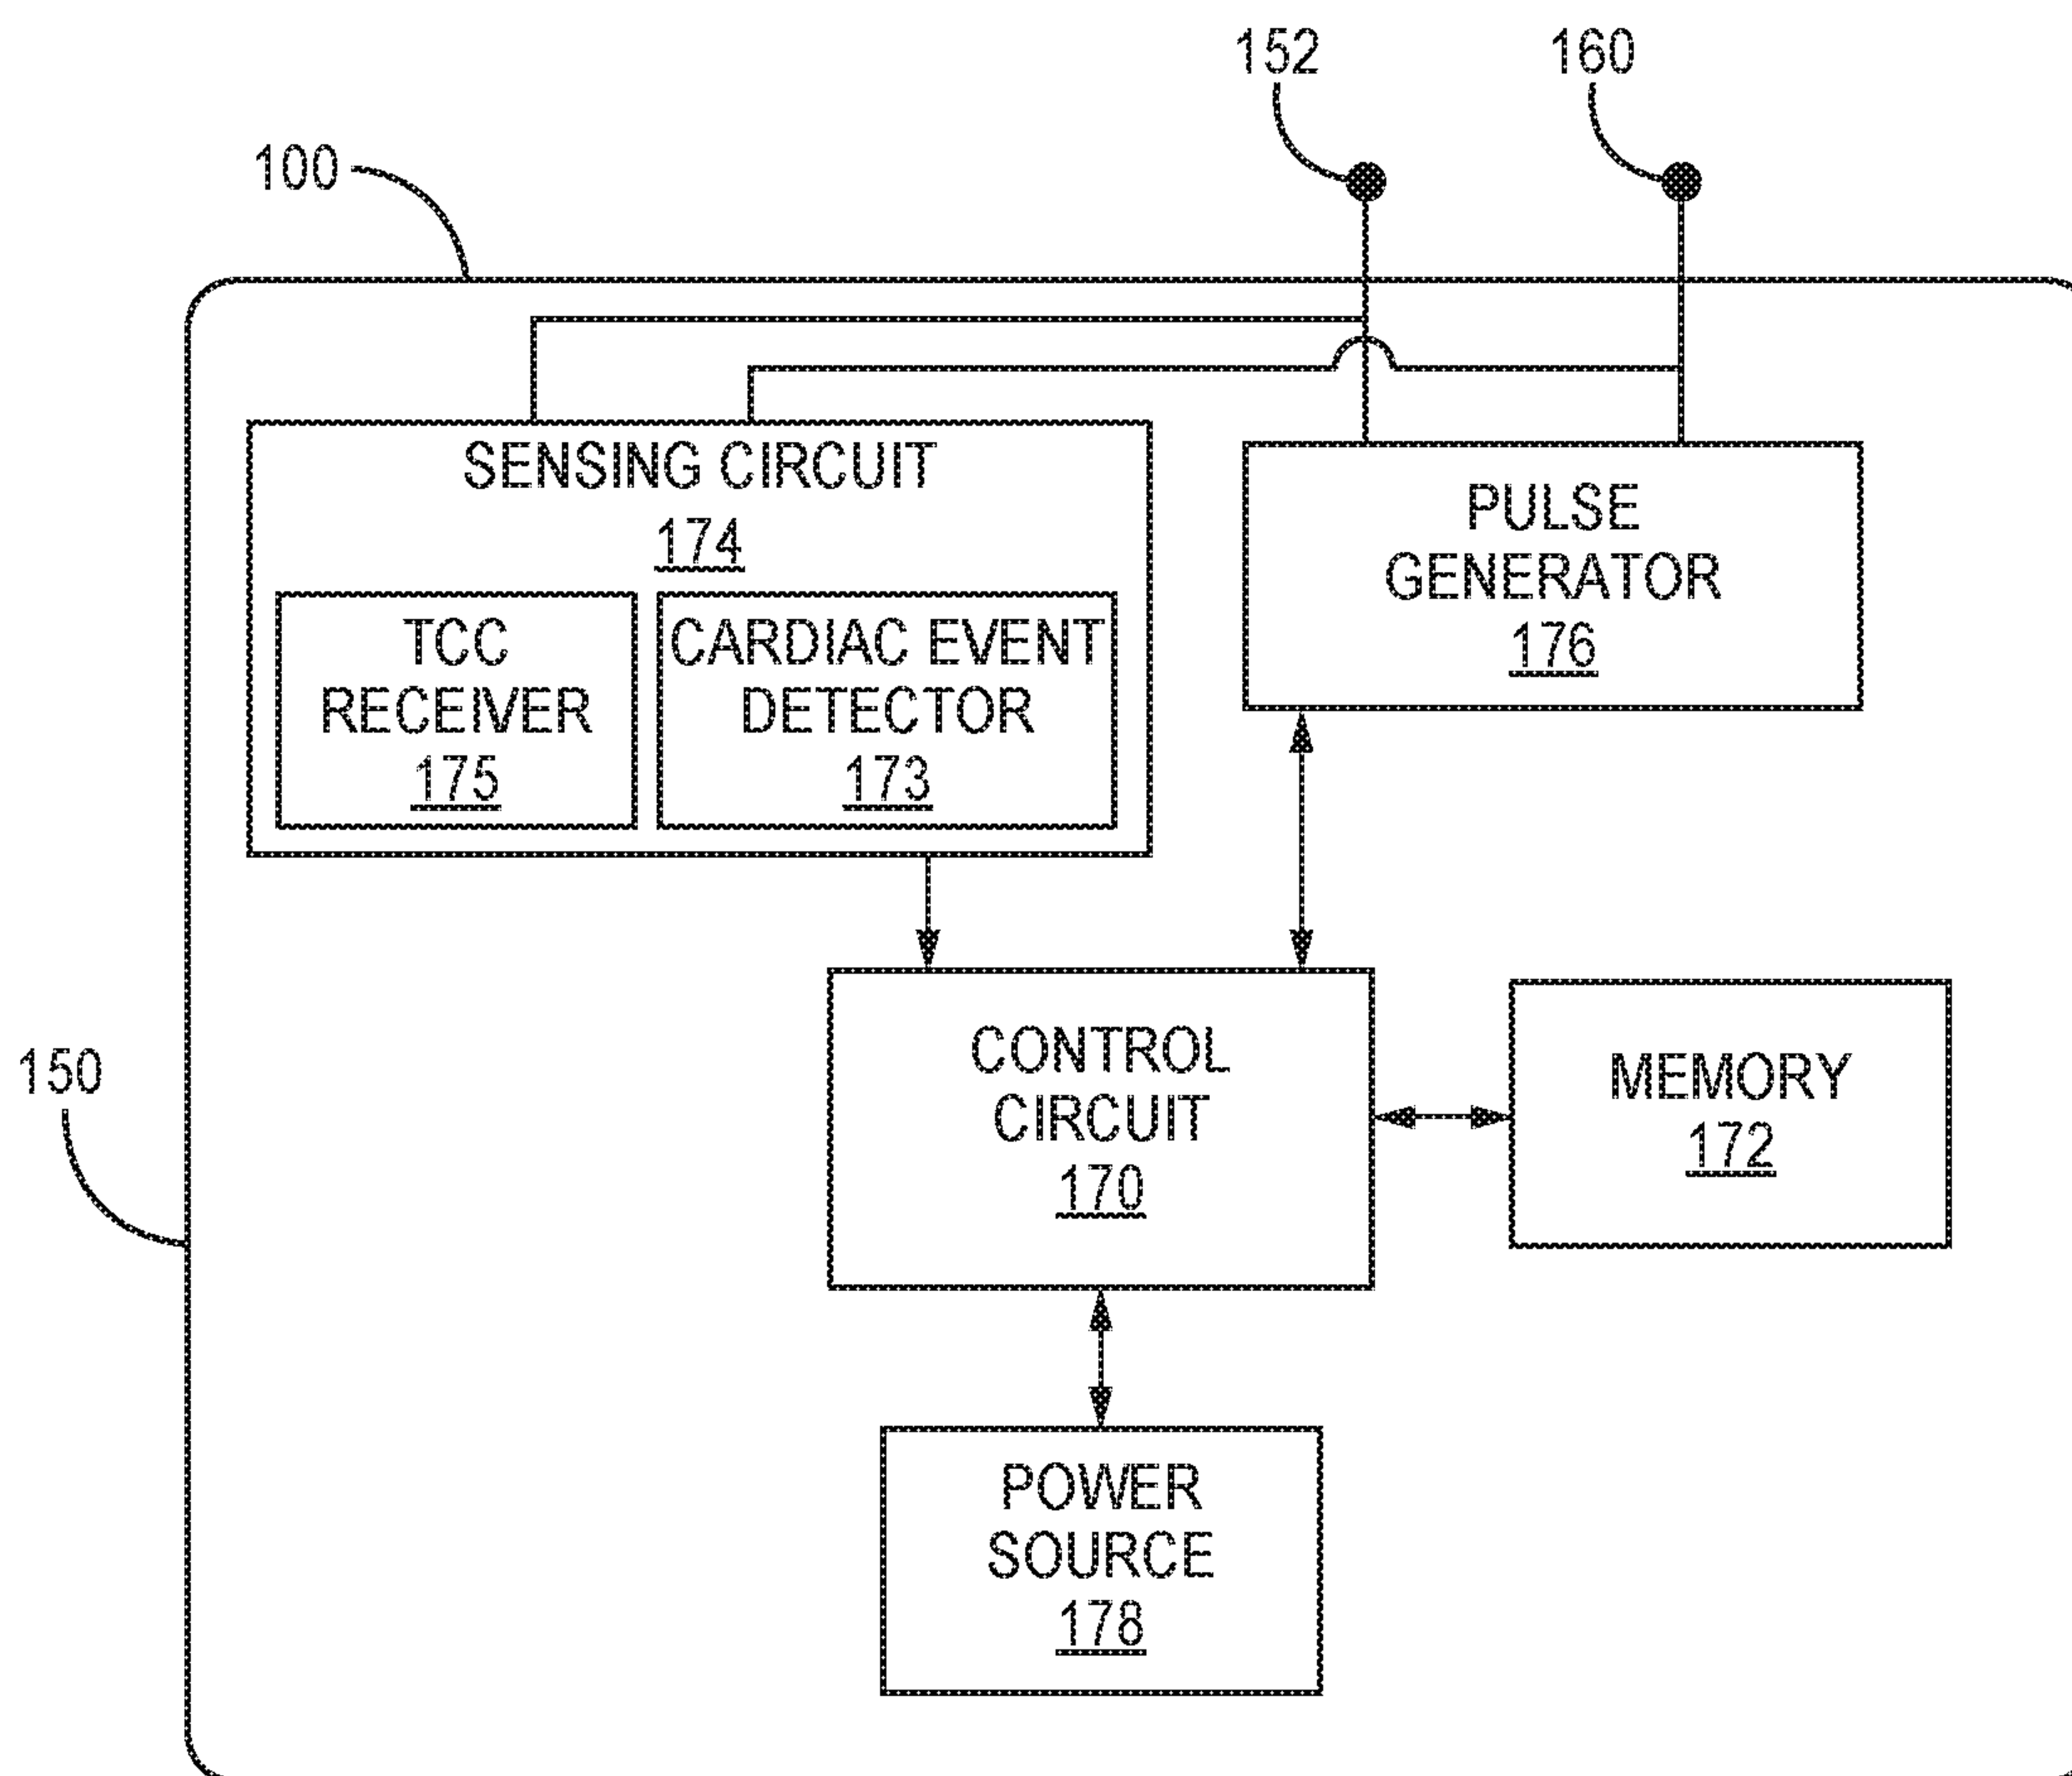 152
160
100
SENSING CIRCUIT
174
PULSE
GENERATOR
176
TCC
RECEIVER
175
CARDIAC EVENT
DETECTOR
173
150
CONTROL
CIRCUIT
170
MEMORY
172
POWER
SOURCE
178